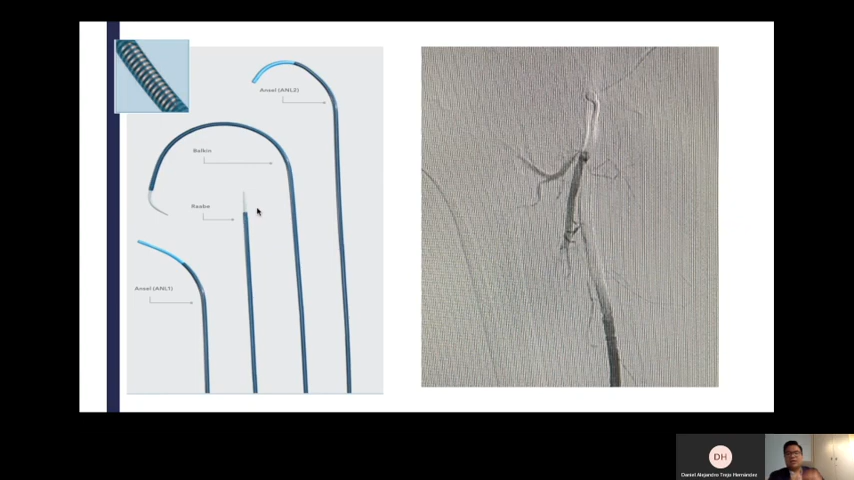 Ansel (ANL2)
Balkin
Raabe
Ansel (ANL1)
DH
Daniel Alejandro Trejo Hernández